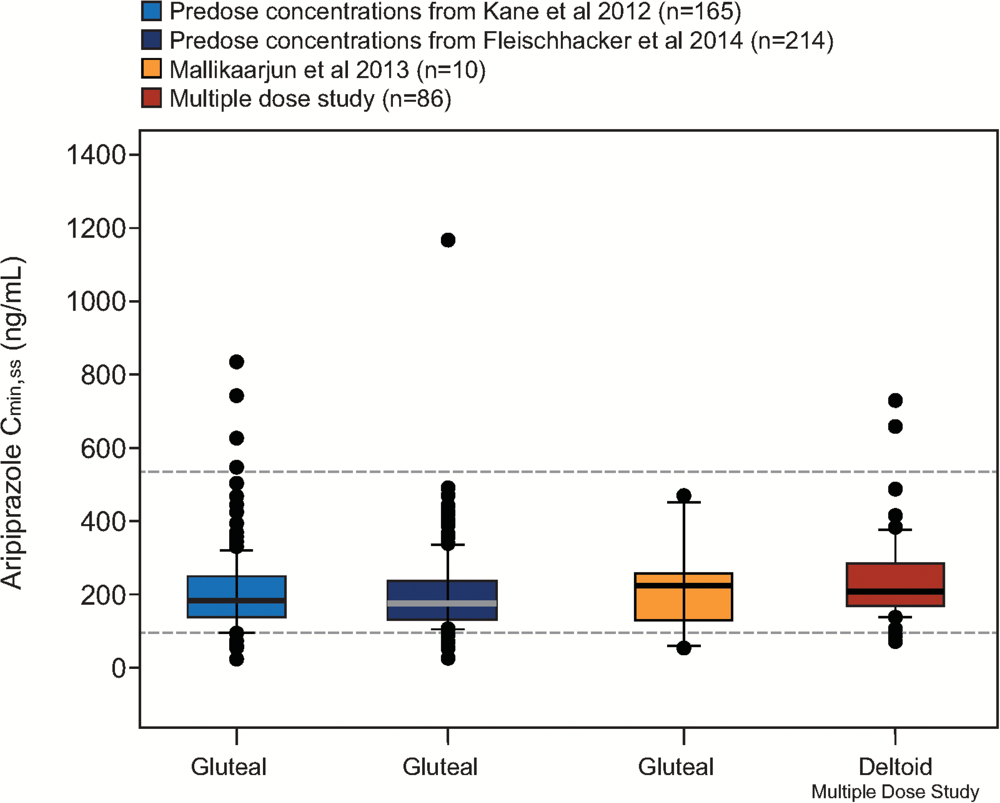 Predose concentrations from Kane et al 2012 (n=165)
Predose concentrations from Fleischhacker et al 2014 (n=214)
Mallikaarjun et al 2013 (n=10)
Multiple dose study (n=86)
Aripiprazole Cmin,ss (ng/mL)
1400
1200
1000
800
600
400
200
0
Gluteal
Gluteal
Gluteal
Deltoid
Multiple Dose Study